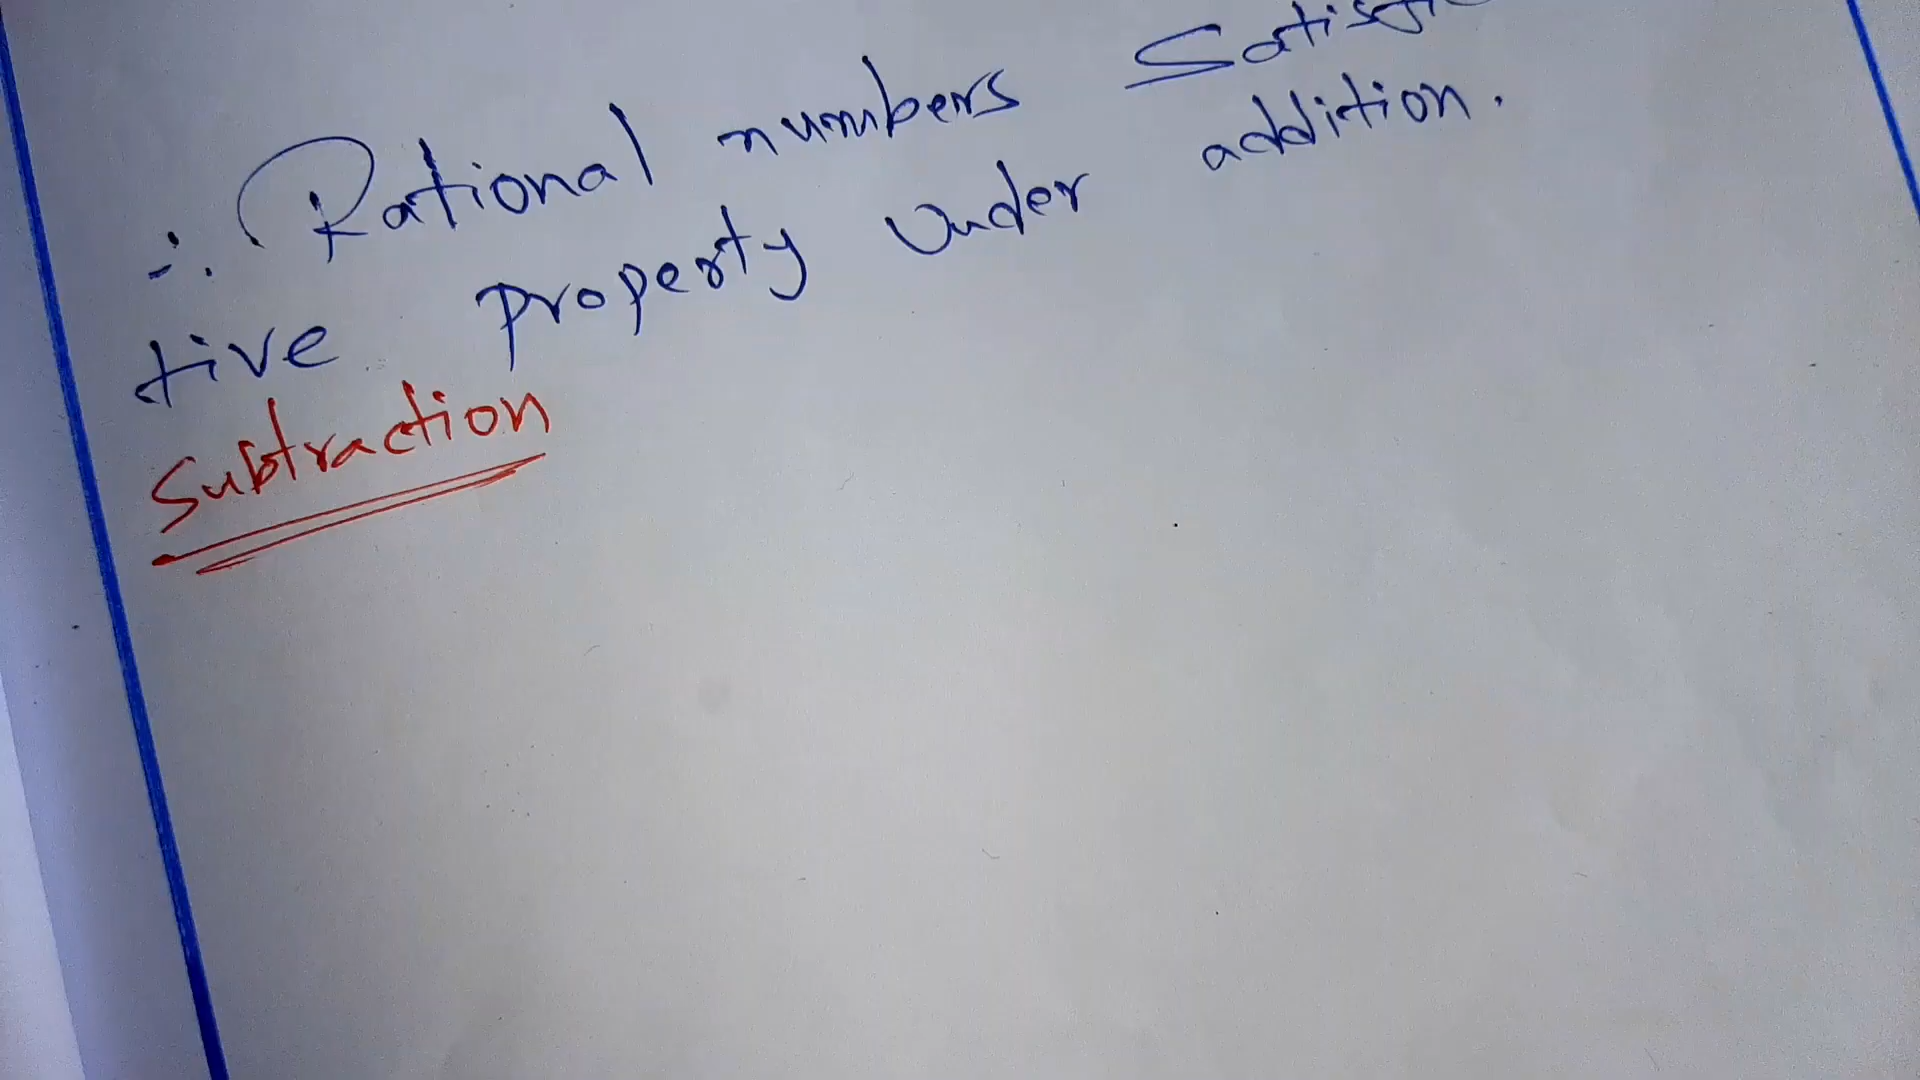 ∴ Rational numbers
tive property under addition.
Subtraction